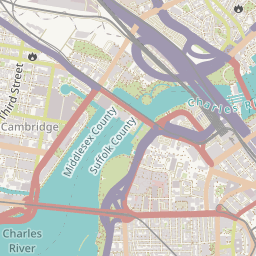 Third Street
Charles R
Cambridge
Middlesex County
Suffolk County
Charles
River